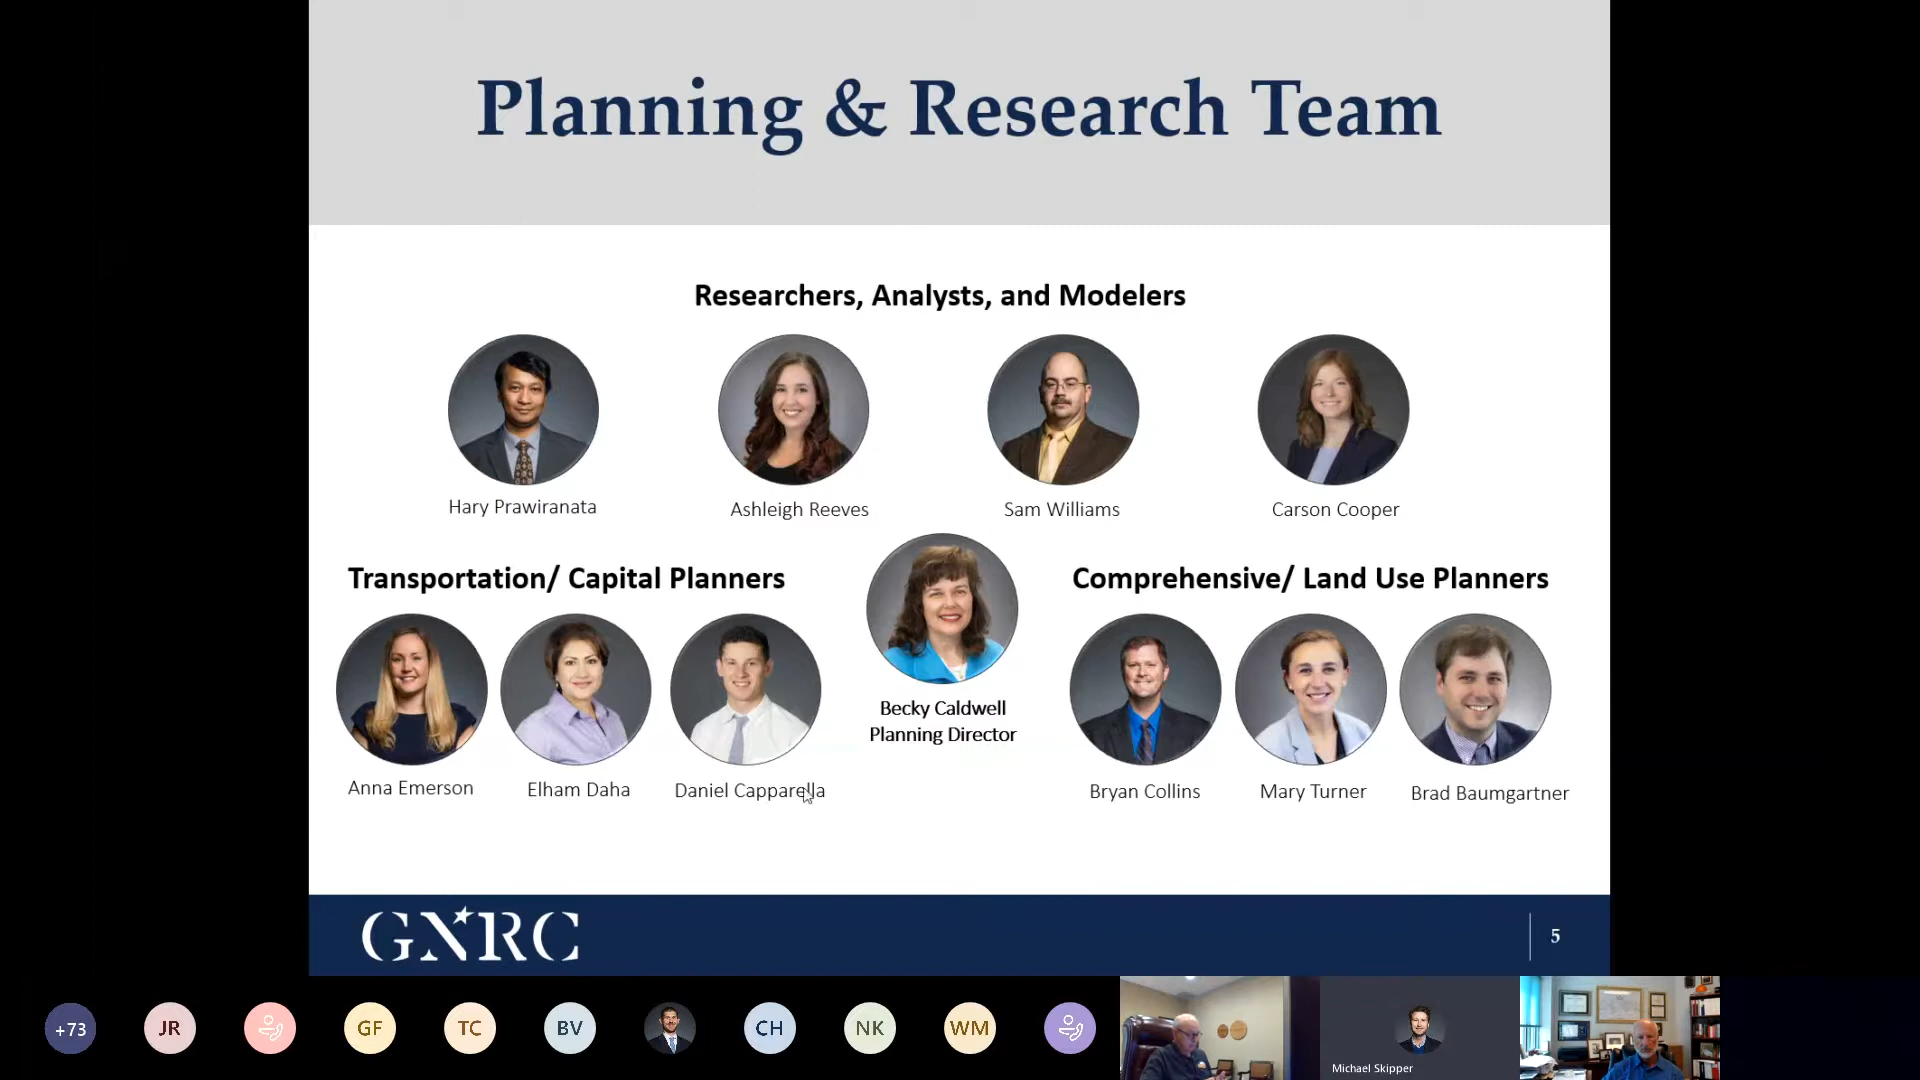 Planning & Research Team
Researchers, Analysts, and Modelers
Hary Prawiranata
Ashleigh Reeves
Sam Williams
Carson Cooper
Transportation/ Capital Planners
Comprehensive/ Land Use Planners
Becky Caldwell
Planning Director
Anna Emerson
Elham Daha
Daniel Capparella
Bryan Collins
Mary Turner
Brad Baumgartner
GNRC
5
+73
JR
GF
TC
BV
CH
NK
WM
Michael Skipper